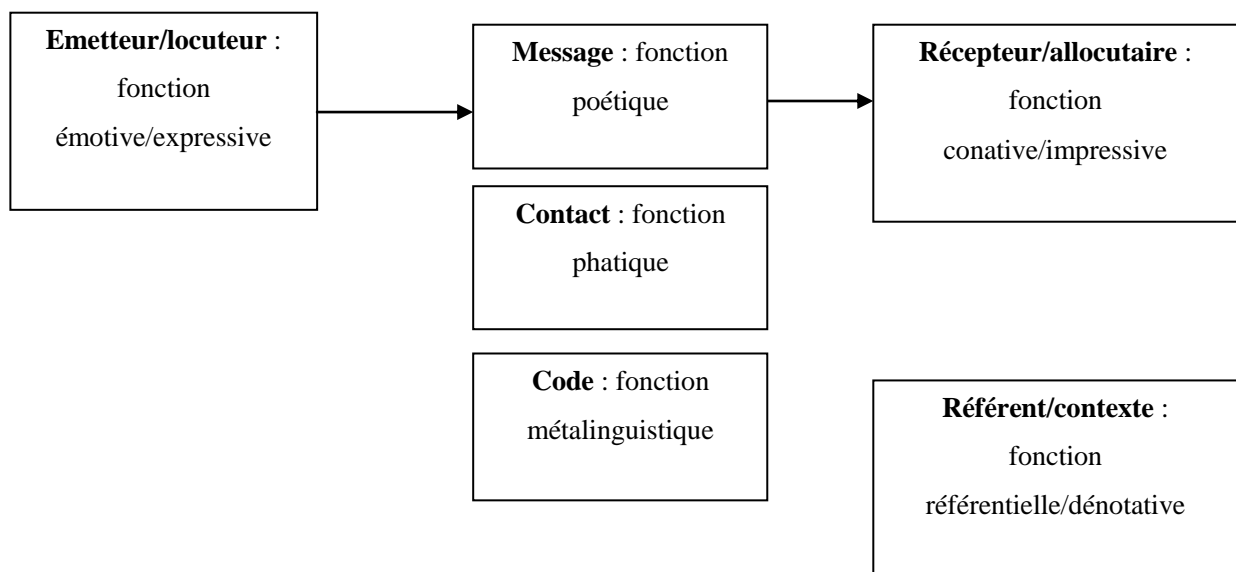 Emetteur/locuteur :
fonction
émotive/expressive
Message : fonction
poétique
Récepteur/allocutaire :
fonction
conative/impressive
Contact : fonction
phatique
Code : fonction
métalinguistique
Référent/contexte :
fonction
référentielle/dénotative